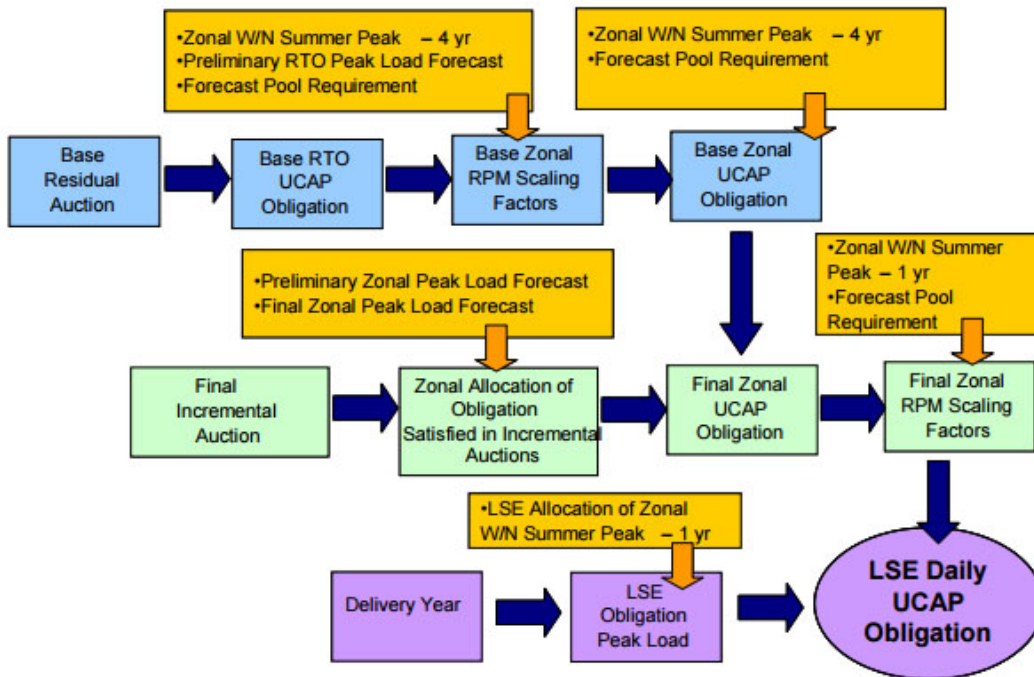 •Zonal W/N Summer Peak – 4 yr
•Preliminary RTO Peak Load Forecast
•Forecast Pool Requirement
•Zonal W/N Summer Peak – 4 yr
•Forecast Pool Requirement
Base
Residual
Auction
Base RTO
UCAP
Obligation
Base Zonal
RPM Scaling
Factors
Base Zonal
UCAP
Obligation
•Preliminary Zonal Peak Load Forecast
•Final Zonal Peak Load Forecast
•Zonal W/N Summer
Peak – 1 yr
•Forecast Pool
Requirement
Final
Incremental
Auction
Zonal Allocation of
Obligation
Satisfied in Incremental
Auctions
Final Zonal
UCAP
Obligation
Final Zonal
RPM Scaling
Factors
•LSE Allocation of Zonal
W/N Summer Peak – 1 yr
Delivery Year
LSE
Obligation
Peak Load
LSE Daily
UCAP
Obligation